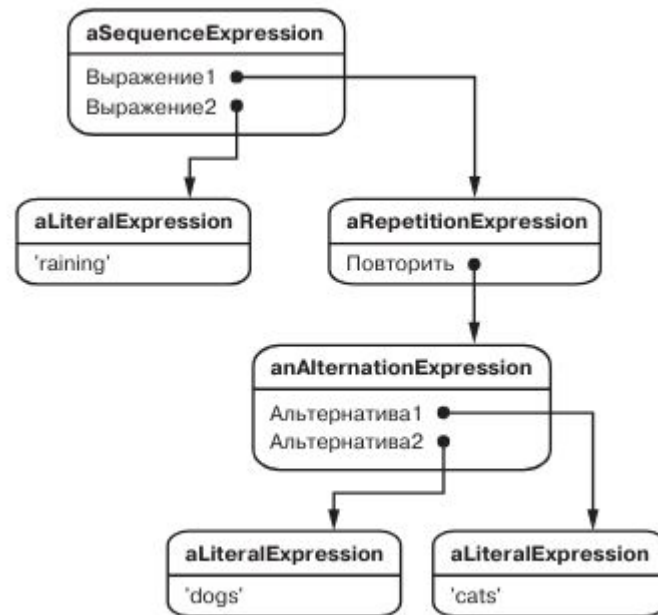 aSequenceExpression
Выражение1
Выражение2
aLiteralExpression
'raining'
aRepetitionExpression
Повторить
anAlternationExpression
Альтернатива1
Альтернатива2
aLiteralExpression
'dogs'
aLiteralExpression
'cats'